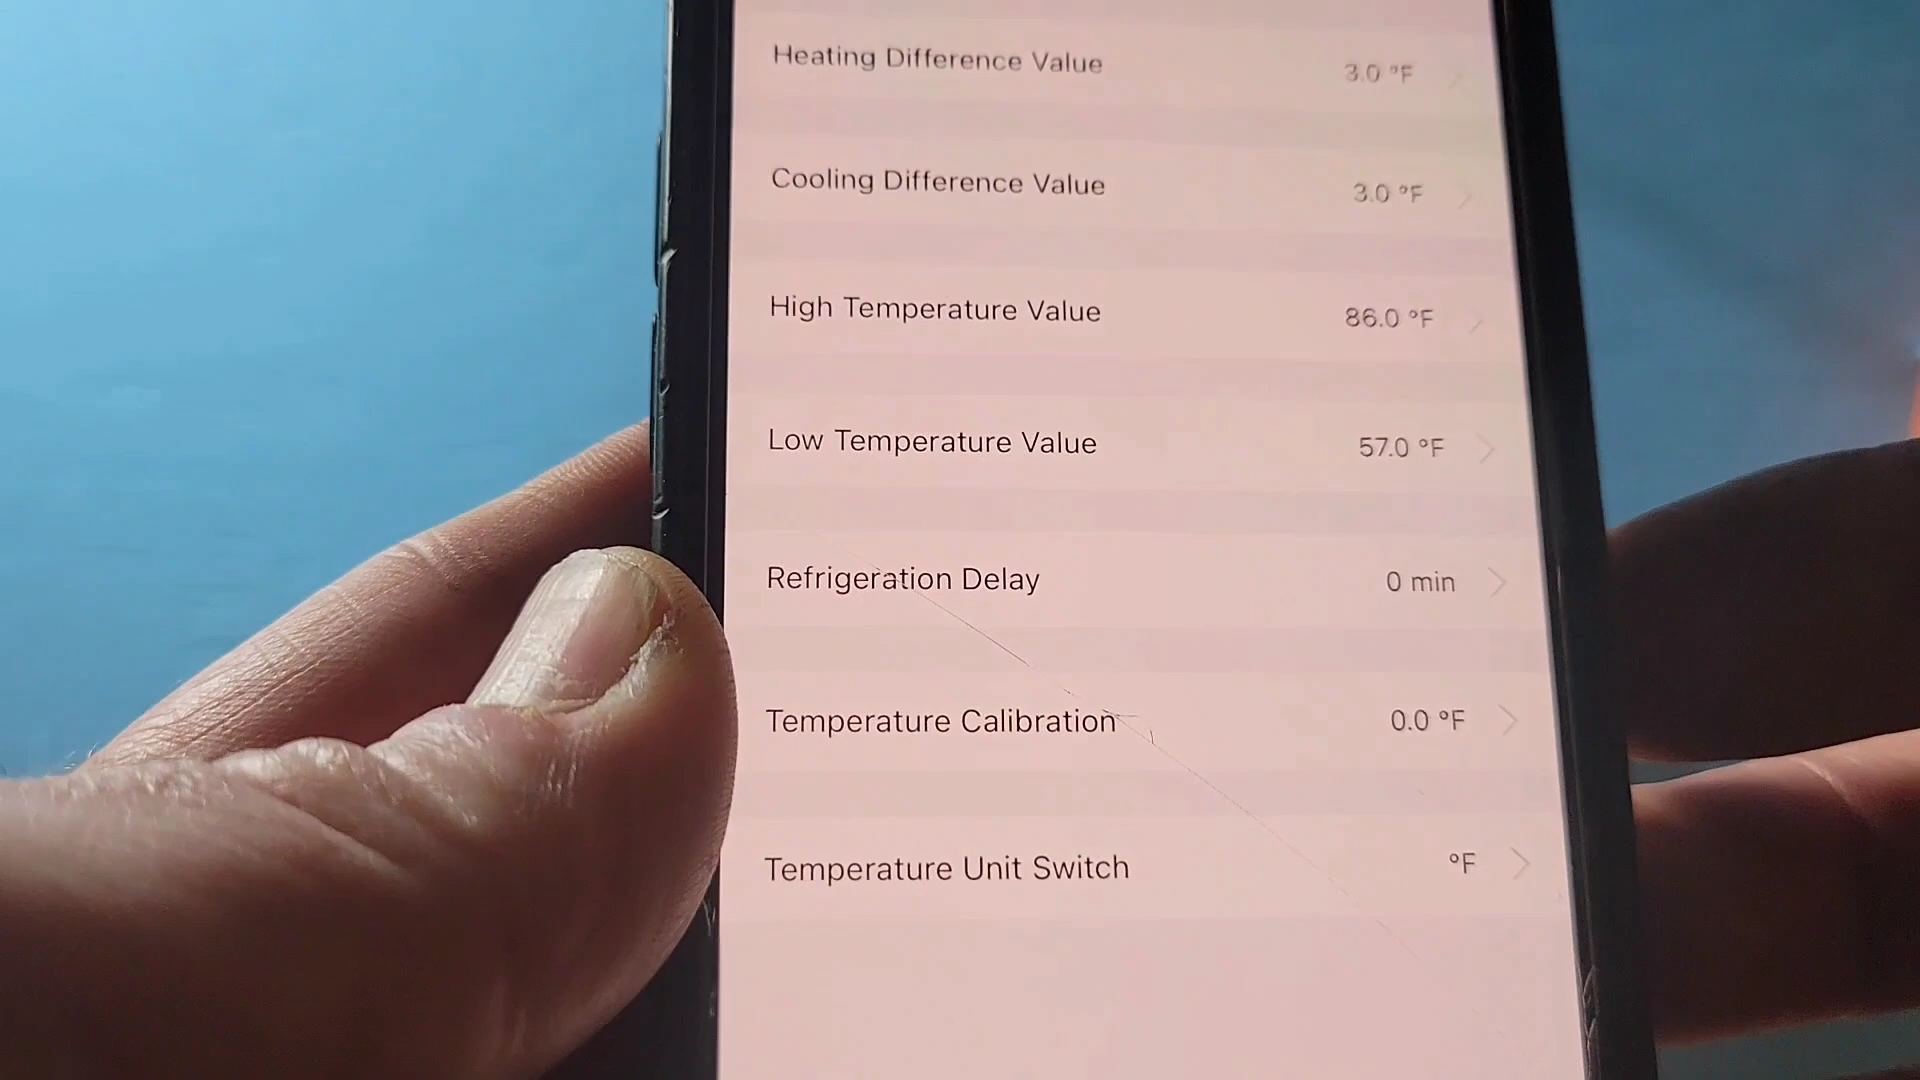 Heating Difference Value 3.0 °F
Cooling Difference Value 3.0 °F
High Temperature Value 86.0 °F
Low Temperature Value 57.0 °F
Refrigeration Delay 0 min
Temperature Calibration 0.0 °F
Temperature Unit Switch °F